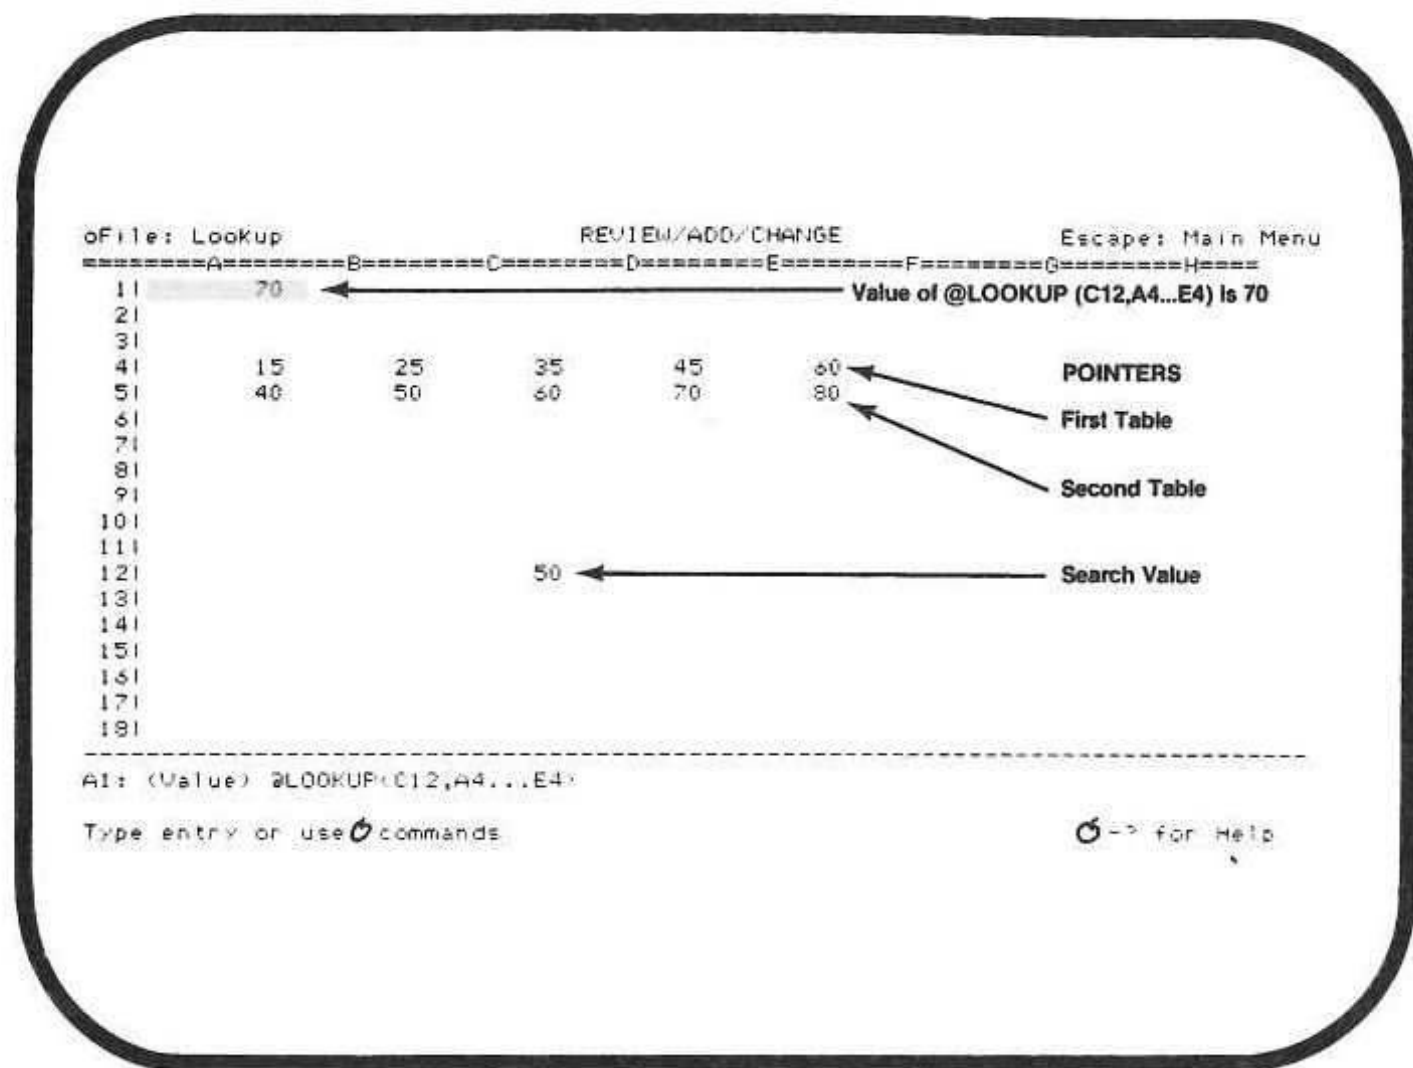 oFile: Lookup REVIEW/ADD/CHANGE Escape: Main Menu
========A========B========C========D========E========F========G========H====
1| 70 Value of @LOOKUP (C12,A4...E4) Is 70
2|
3|
4| 15 25 35 45 60 POINTERS
5| 40 50 60 70 80
6| First Table
7|
8|
9| Second Table
10|
11|
12| 50 Search Value
13|
14|
15|
16|
17|
18|
A1: (Value) @LOOKUP(C12,A4...E4)
Type entry or use commands -? for Help